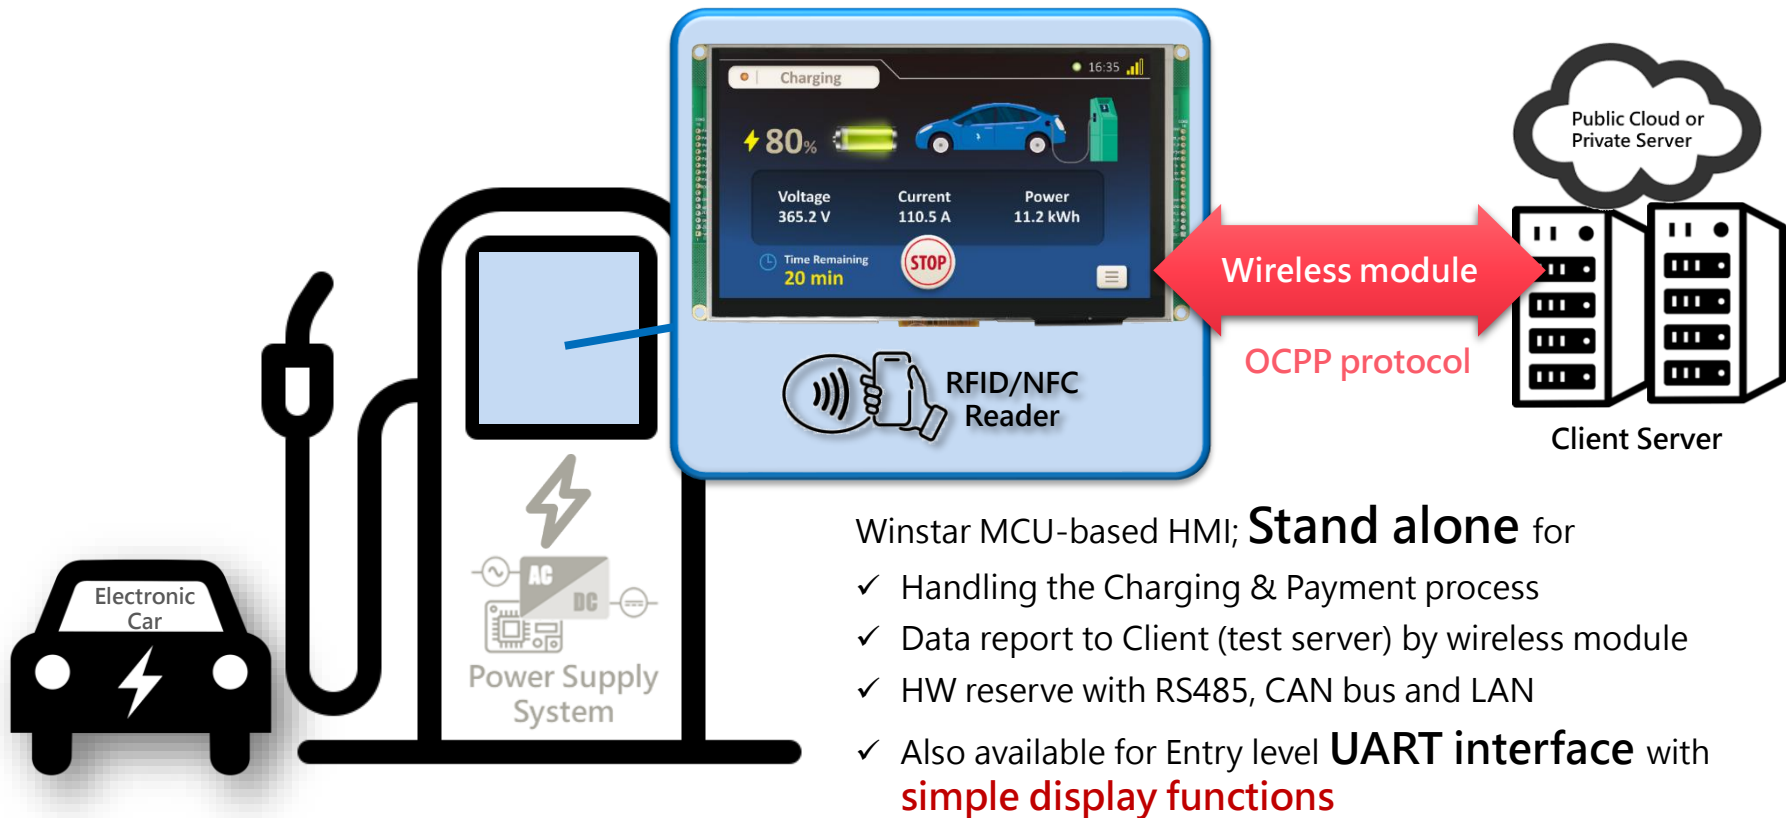 Charging
16:35
80%
Voltage
365.2 V
Current
110.5 A
Power
11.2 kWh
Time Remaining
20 min
STOP
RFID/NFC
Reader
Wireless module
OCPP protocol
Public Cloud or
Private Server
Client Server
Electronic
Car
AC
DC
Power Supply
System
Winstar MCU-based HMI; Stand alone for
✓ Handling the Charging & Payment process
✓ Data report to Client (test server) by wireless module
✓ HW reserve with RS485, CAN bus and LAN
✓ Also available for Entry level UART interface with
simple display functions